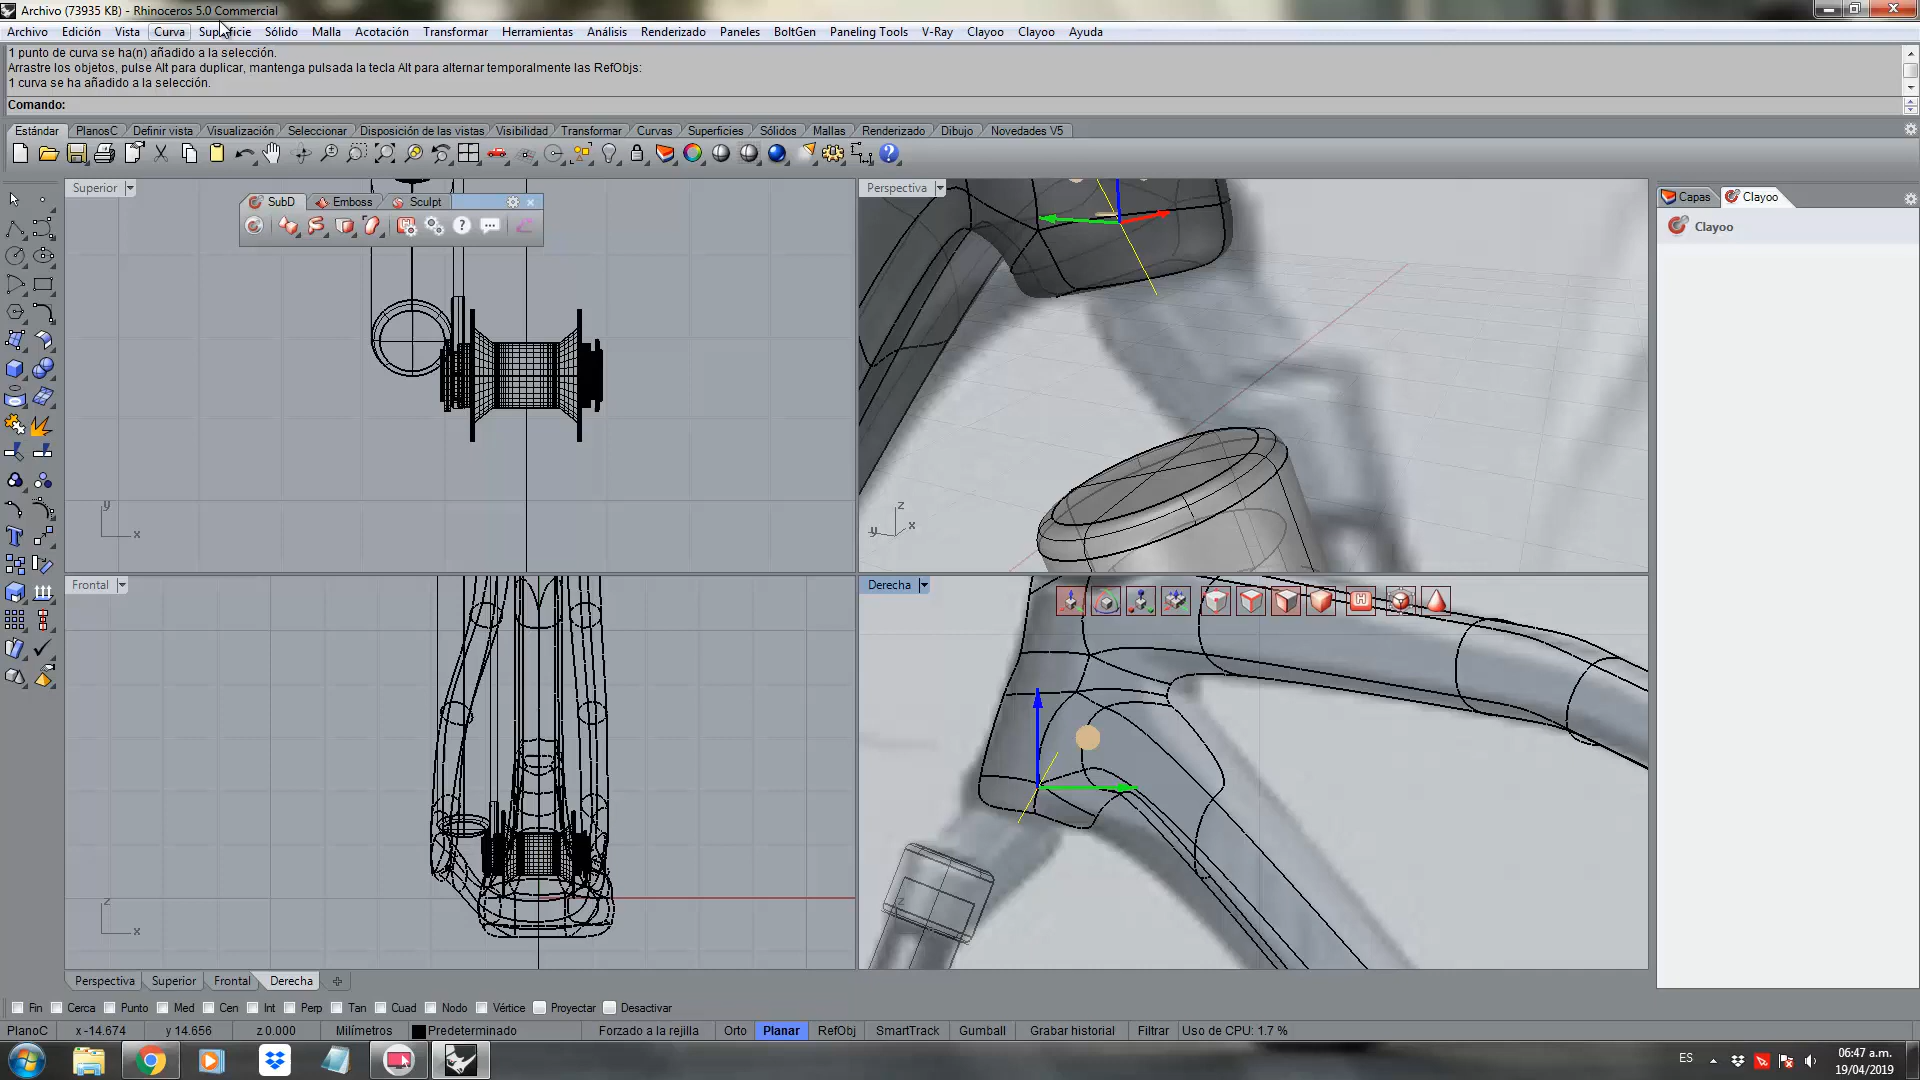 Archivo (73935 KB) - Rhinoceros 5.0 Commercial
Archivo Edición Vista Curva Superficie Sólido Malla Acotación Transformar Herramientas Análisis Renderizado Paneles BoltGen Paneling Tools V-Ray Clayoo Clayoo Ayuda
1 punto de curva se ha(n) añadido a la selección.
Arrastre los objetos, pulse Alt para duplicar, mantenga pulsada la tecla Alt para alternar temporalmente las RefObjs:
1 curva se ha añadido a la selección.
Comando:
Estándar PlanosC Definir vista Visualización Seleccionar Disposición de las vistas Visibilidad Transformar Curvas Superficies Sólidos Mallas Renderizado Dibujo Novedades V5
Superior
SubD Emboss Sculpt
Perspectiva
Capas Clayoo
Clayoo
y
x
z
x
y
Frontal
Derecha
z
x
z
Perspectiva Superior Frontal Derecha
Fin Cerca Punto Med Cen Int Perp Tan Cuad Nodo Vértice Proyectar Desactivar
PlanoC x -14.674 y 14.656 z 0.000 Milímetros Predeterminado Forzado a la rejilla Orto Planar RefObj SmartTrack Gumball Grabar historial Filtrar Uso de CPU: 1.7 %
ES
06:47 a.m.
19/04/2019